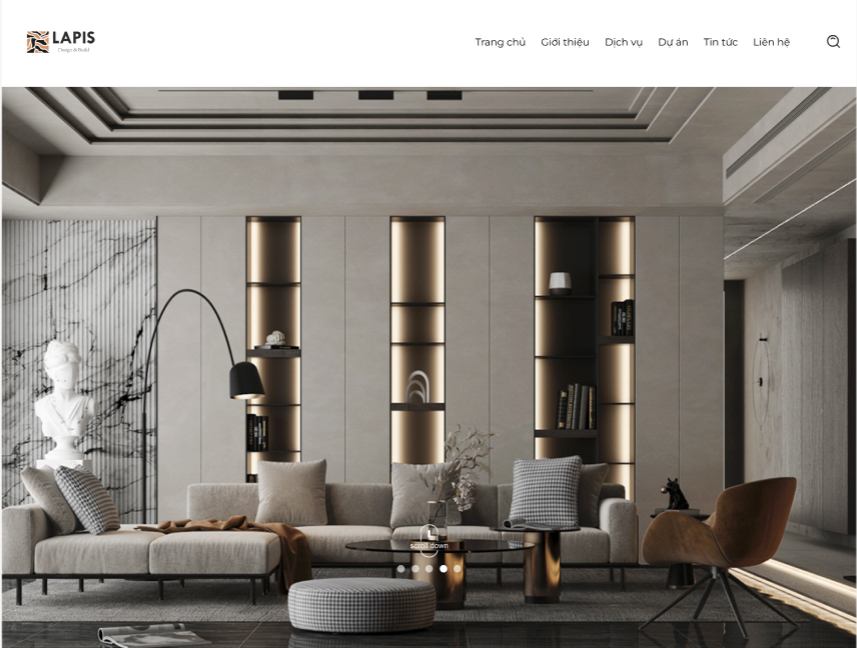 LAPIS
Design & Build
Trang chủ Giới thiệu Dịch vụ Dự án Tin tức Liên hệ
scroll down